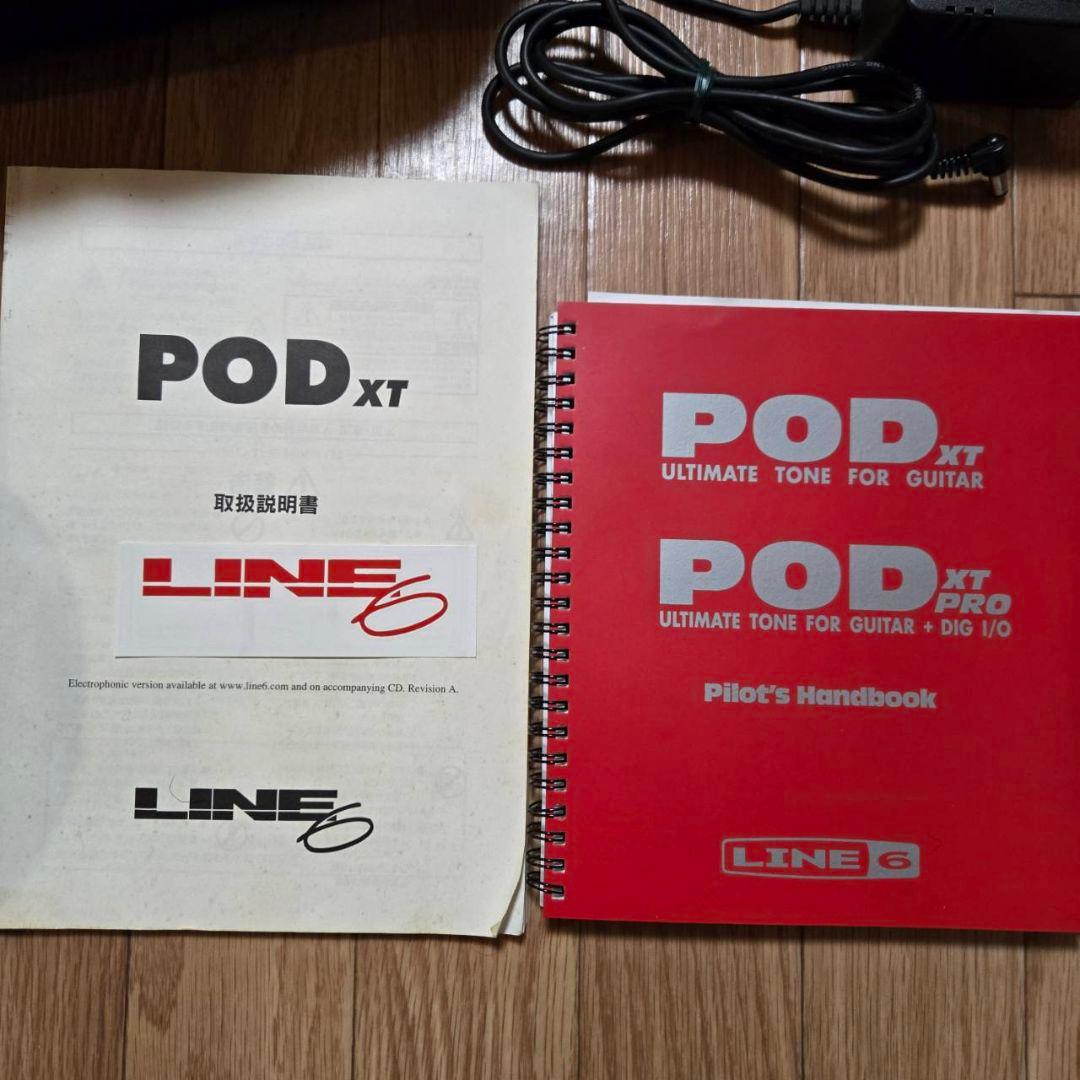 POD XT
取扱説明書
LINE 6
Electrophonic version available at www.line6.com and on accompanying CD. Revision A.
LINE 6
POD XT
ULTIMATE TONE FOR GUITAR
POD XT PRO
ULTIMATE TONE FOR GUITAR + DIG I/O
Pilot's Handbook
LINE 6